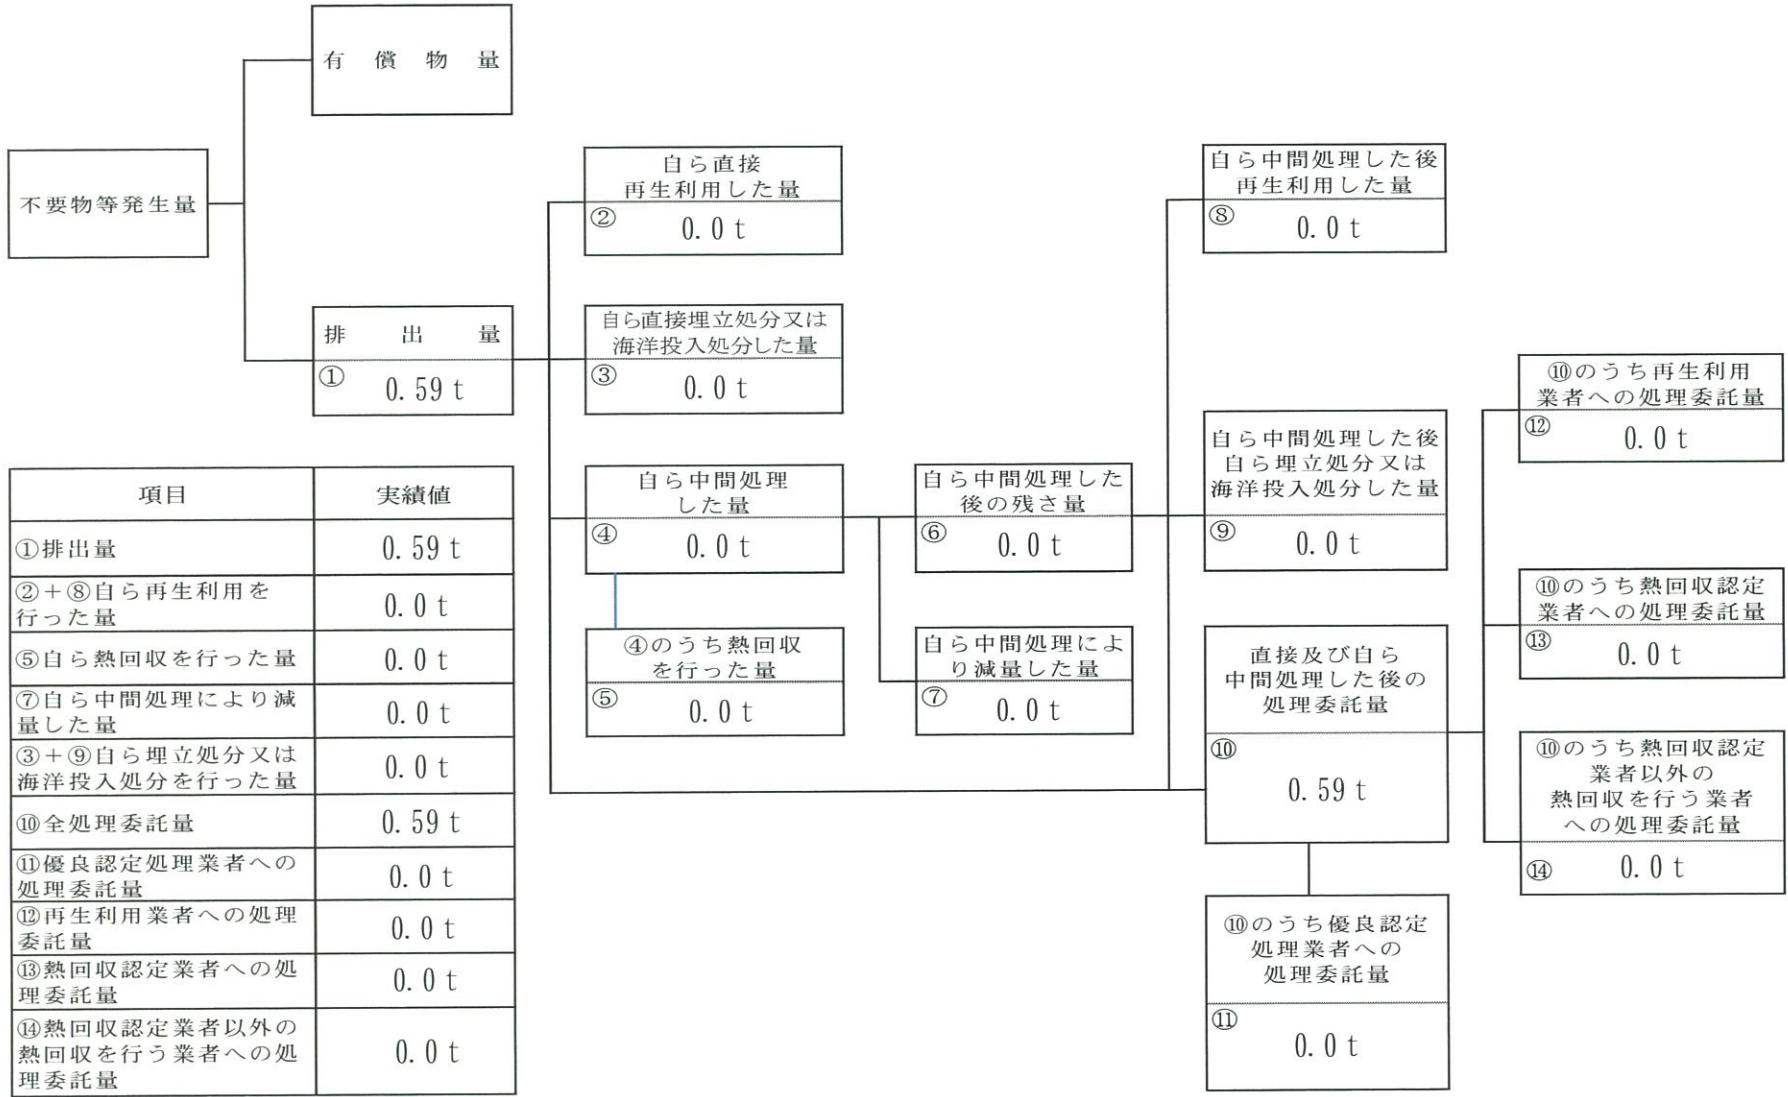 有償物量
不要物等発生量
排出量
① 0.59 t
自ら直接
再生利用した量
② 0.0 t
自ら直接埋立処分又は
海洋投入処分した量
③ 0.0 t
自ら中間処理
した量
④ 0.0 t
④のうち熱回収
を行った量
⑤ 0.0 t
自ら中間処理した
後の残さ量
⑥ 0.0 t
自ら中間処理によ
り減量した量
⑦ 0.0 t
自ら中間処理した後
再生利用した量
⑧ 0.0 t
自ら中間処理した後
自ら埋立処分又は
海洋投入処分した量
⑨ 0.0 t
直接及び自ら
中間処理した後の
処理委託量
⑩
0.59 t
⑩のうち優良認定
処理業者への
処理委託量
⑪
0.0 t
⑩のうち再生利用
業者への処理委託量
⑫ 0.0 t
⑩のうち熱回収認定
業者への処理委託量
⑬ 0.0 t
⑩のうち熱回収認定
業者以外の
熱回収を行う業者
への処理委託量
⑭ 0.0 t
項目 実績値
①排出量 0.59 t
②＋⑧自ら再生利用を
行った量 0.0 t
⑤自ら熱回収を行った量 0.0 t
⑦自ら中間処理により減
量した量 0.0 t
③＋⑨自ら埋立処分又は
海洋投入処分を行った量 0.0 t
⑩全処理委託量 0.59 t
⑪優良認定処理業者への
処理委託量 0.0 t
⑫再生利用業者への処理
委託量 0.0 t
⑬熱回収認定業者への処
理委託量 0.0 t
⑭熱回収認定業者以外の
熱回収を行う業者への処
理委託量 0.0 t